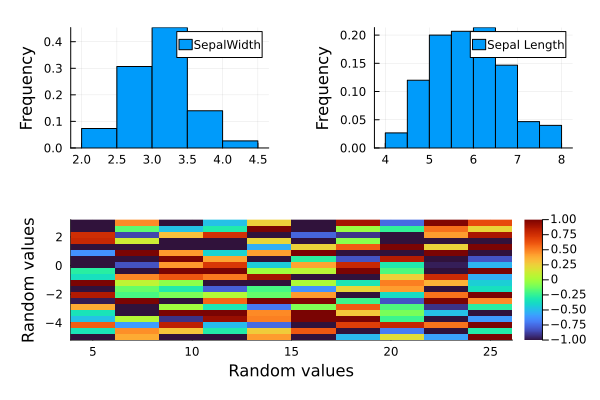 Frequency
0.4
0.3
0.2
0.1
0.0
SepalWidth
2.0 2.5 3.0 3.5 4.0 4.5
Frequency
0.20
0.15
0.10
0.05
0.00
Sepal Length
4 5 6 7 8
Random values
2
0
−2
−4
5 10 15 20 25
Random values
1.00
0.75
0.50
0.25
0
−0.25
−0.50
−0.75
−1.00